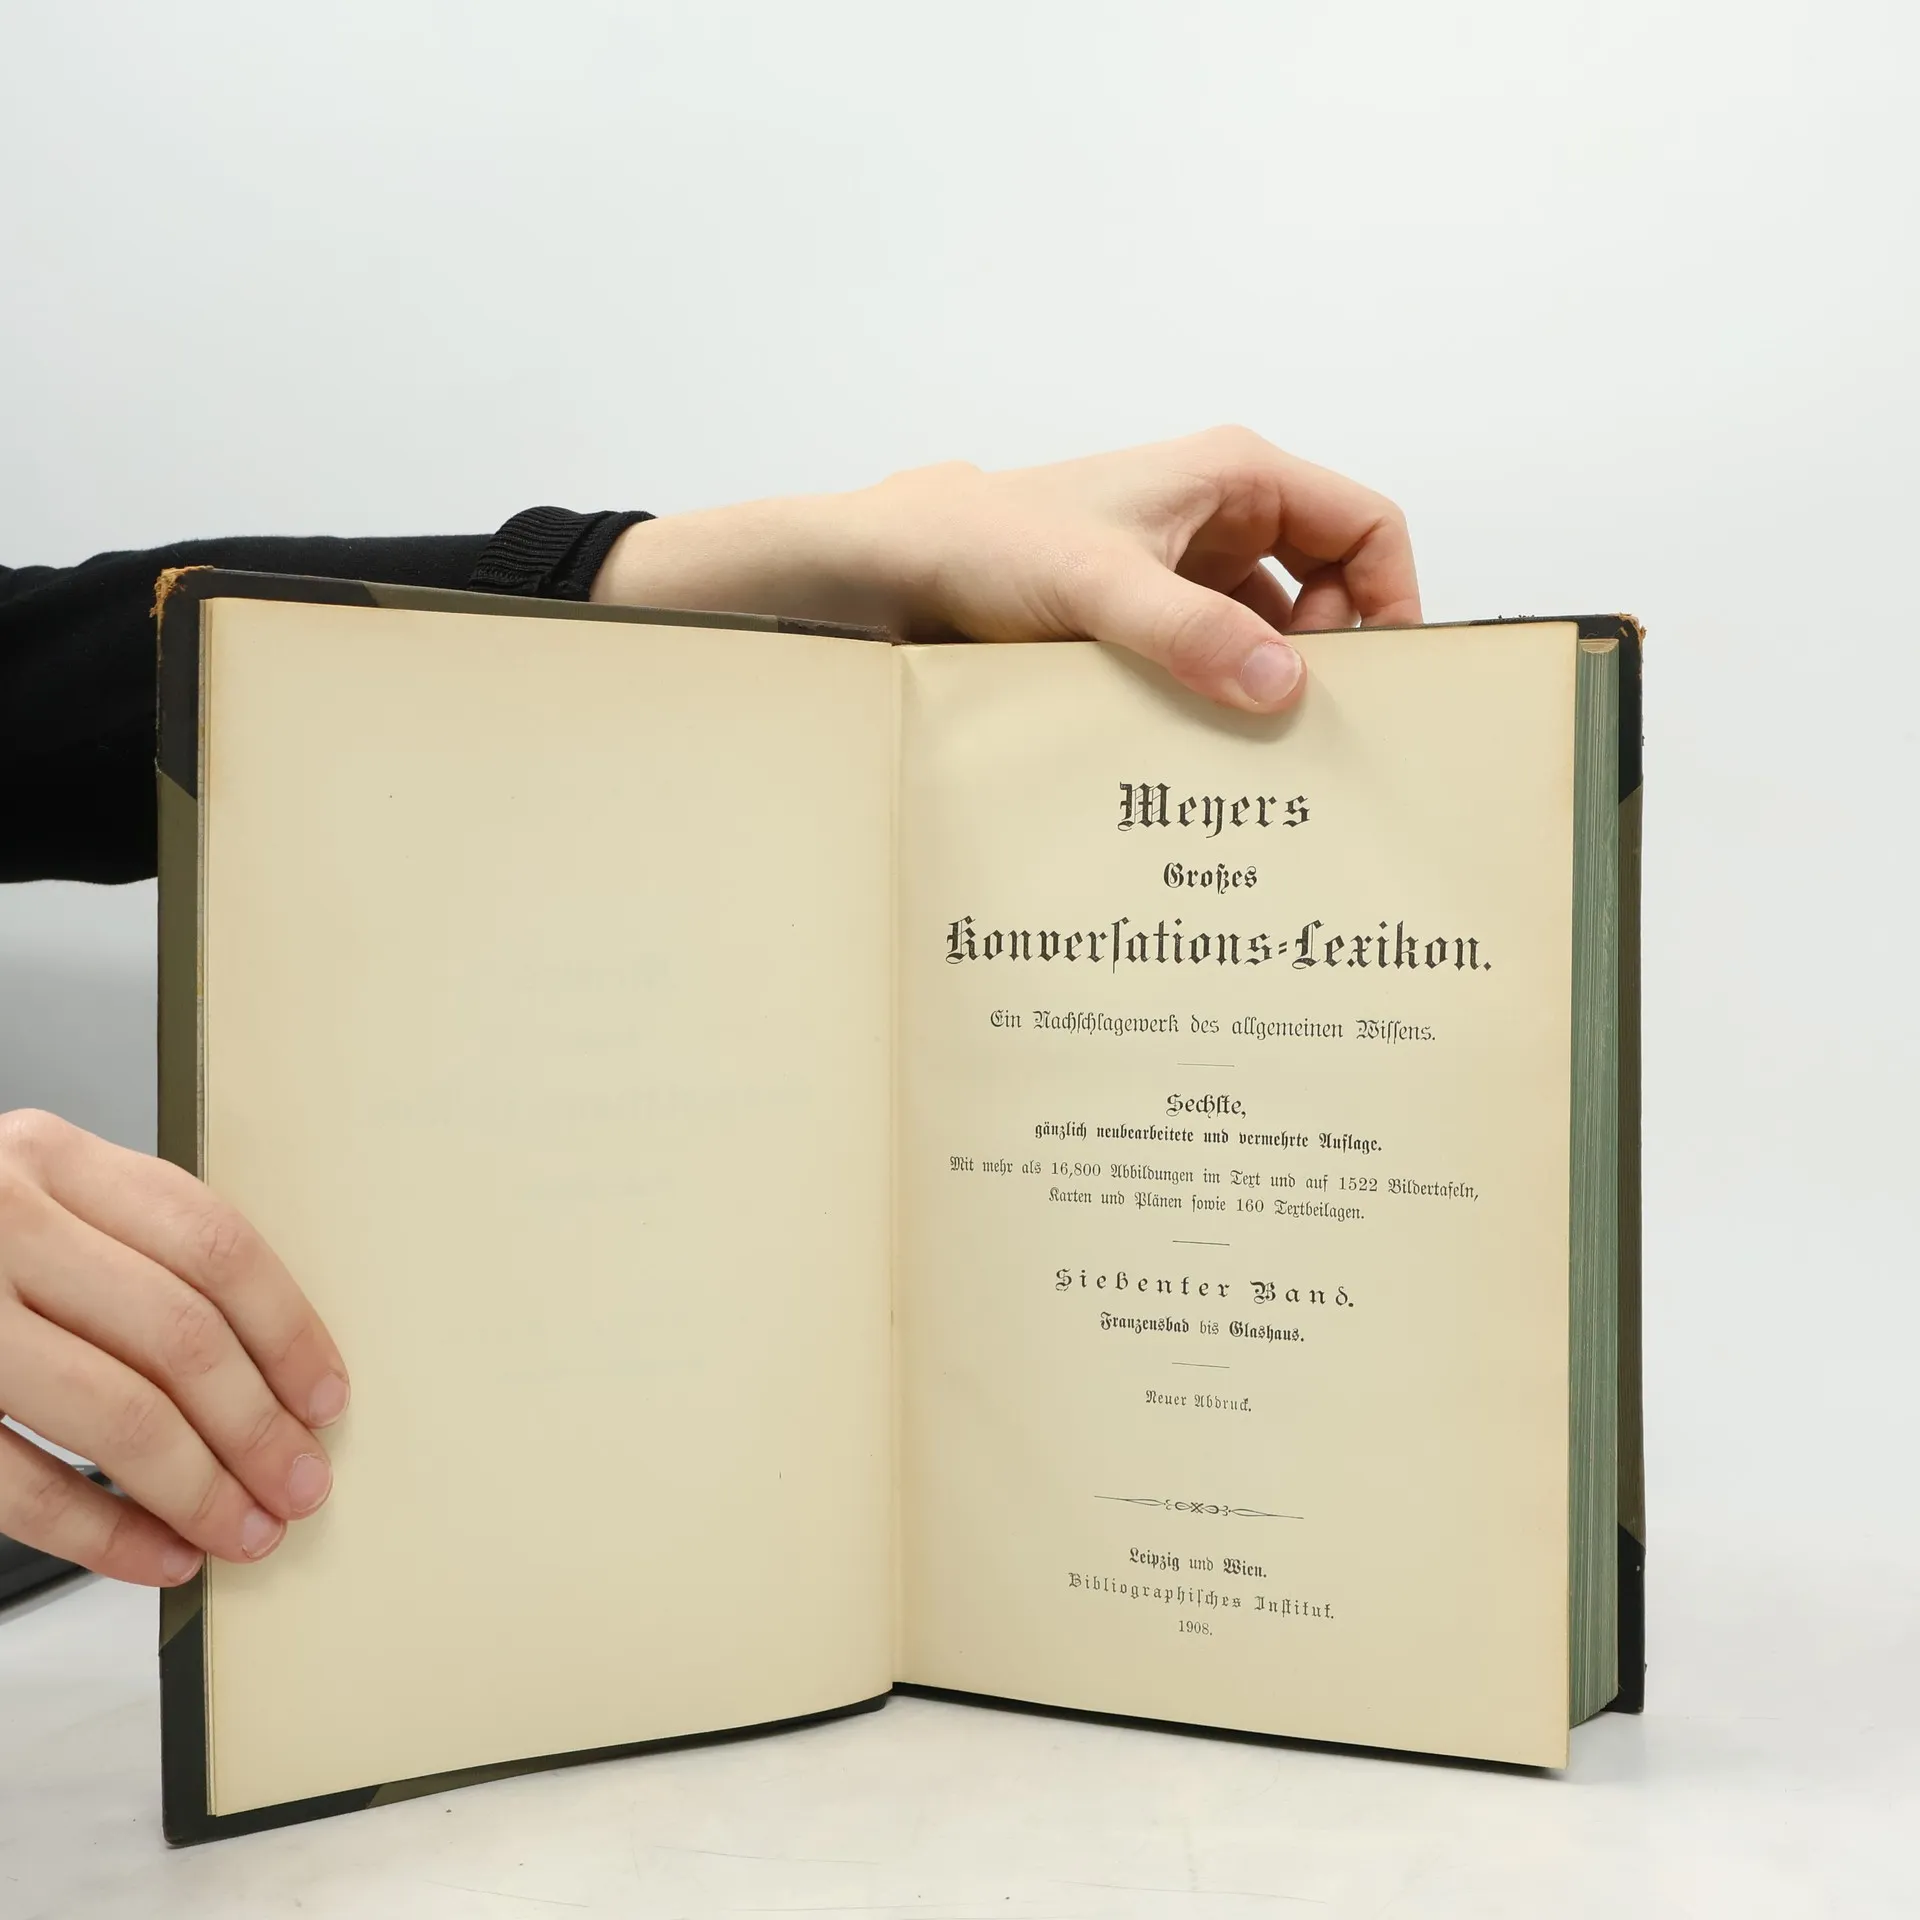 Meyers
Großes
Konverſations-Lexikon.
Ein Nachſchlagewerk des allgemeinen Wiſſens.
Sechſte,
gänzlich neubearbeitete und vermehrte Auflage.
Mit mehr als 16,800 Abbildungen im Text und auf 1522 Bildertafeln,
Karten und Plänen ſowie 160 Textbeilagen.
Siebenter Band.
Franzensbad bis Glashaus.
Neuer Abdruck.
Leipzig und Wien.
Bibliographiſches Inſtitut.
1908.